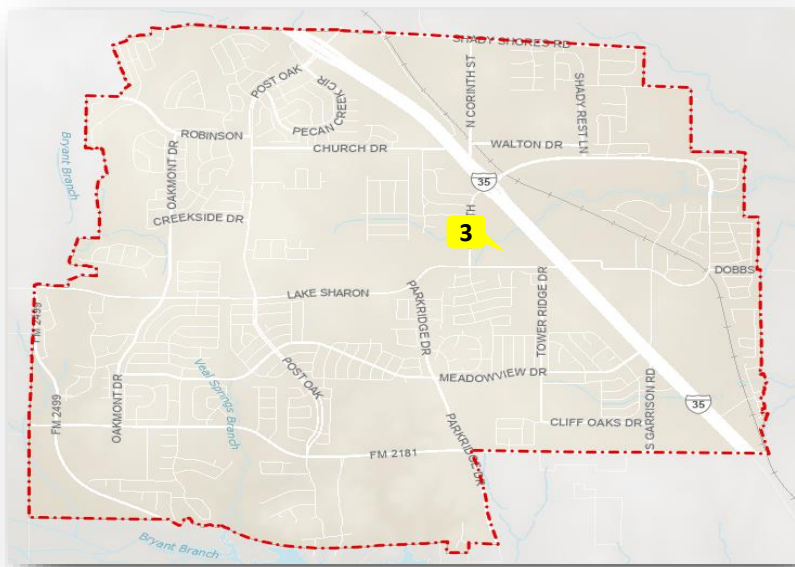 SHADY SHORES RD
POST OAK
PECAN CREEK CIR
N CORINTH ST
SHADY REST LN
ROBINSON
CHURCH DR
WALTON DR
Bryant Branch
OAKMONT DR
35
CREEKSIDE DR
3
TH
DOBBS
LAKE SHARON
FM 2499
PARKRIDGE DR
TOWER RIDGE DR
Veal Springs Branch
POST OAK
MEADOWVIEW DR
OAKMONT DR
FM 2499
S GARRISON RD
35
CLIFF OAKS DR
PARKRIDGE DR
FM 2181
Bryant Branch